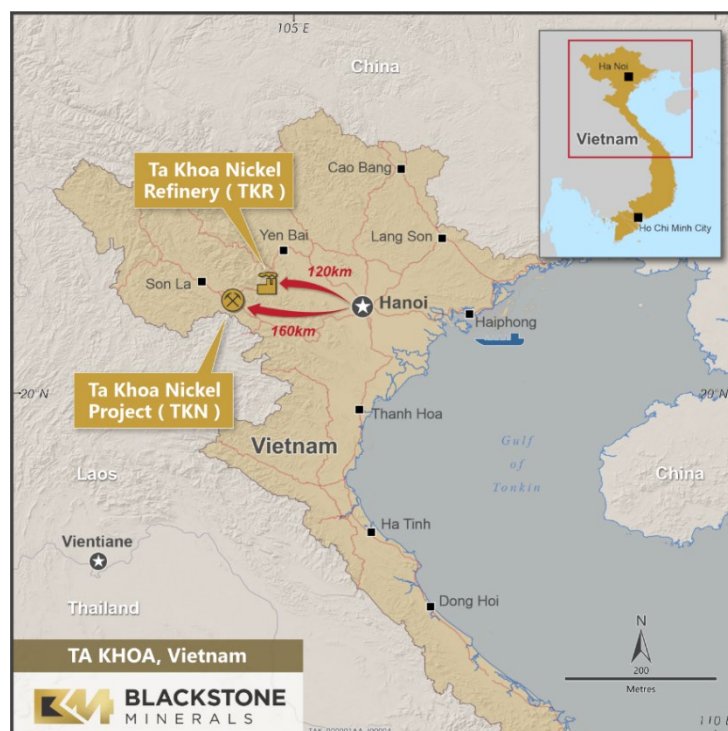 105 E
China
Ha Noi
Vietnam
Ho Chi Minh City
Ta Khoa Nickel
Refinery ( TKR )
Cao Bang
Yen Bai
Lang Son
Son La
120km
Hanoi
160km
Haiphong
Ta Khoa Nickel
Project ( TKN )
20°N
20°N
Thanh Hoa
Vietnam
Gulf
of
Tonkin
China
Laos
Vientiane
Ha Tinh
Thailand
Dong Hoi
N
200
Metres
TA KHOA, Vietnam
BLACKSTONE
MINERALS
110 E